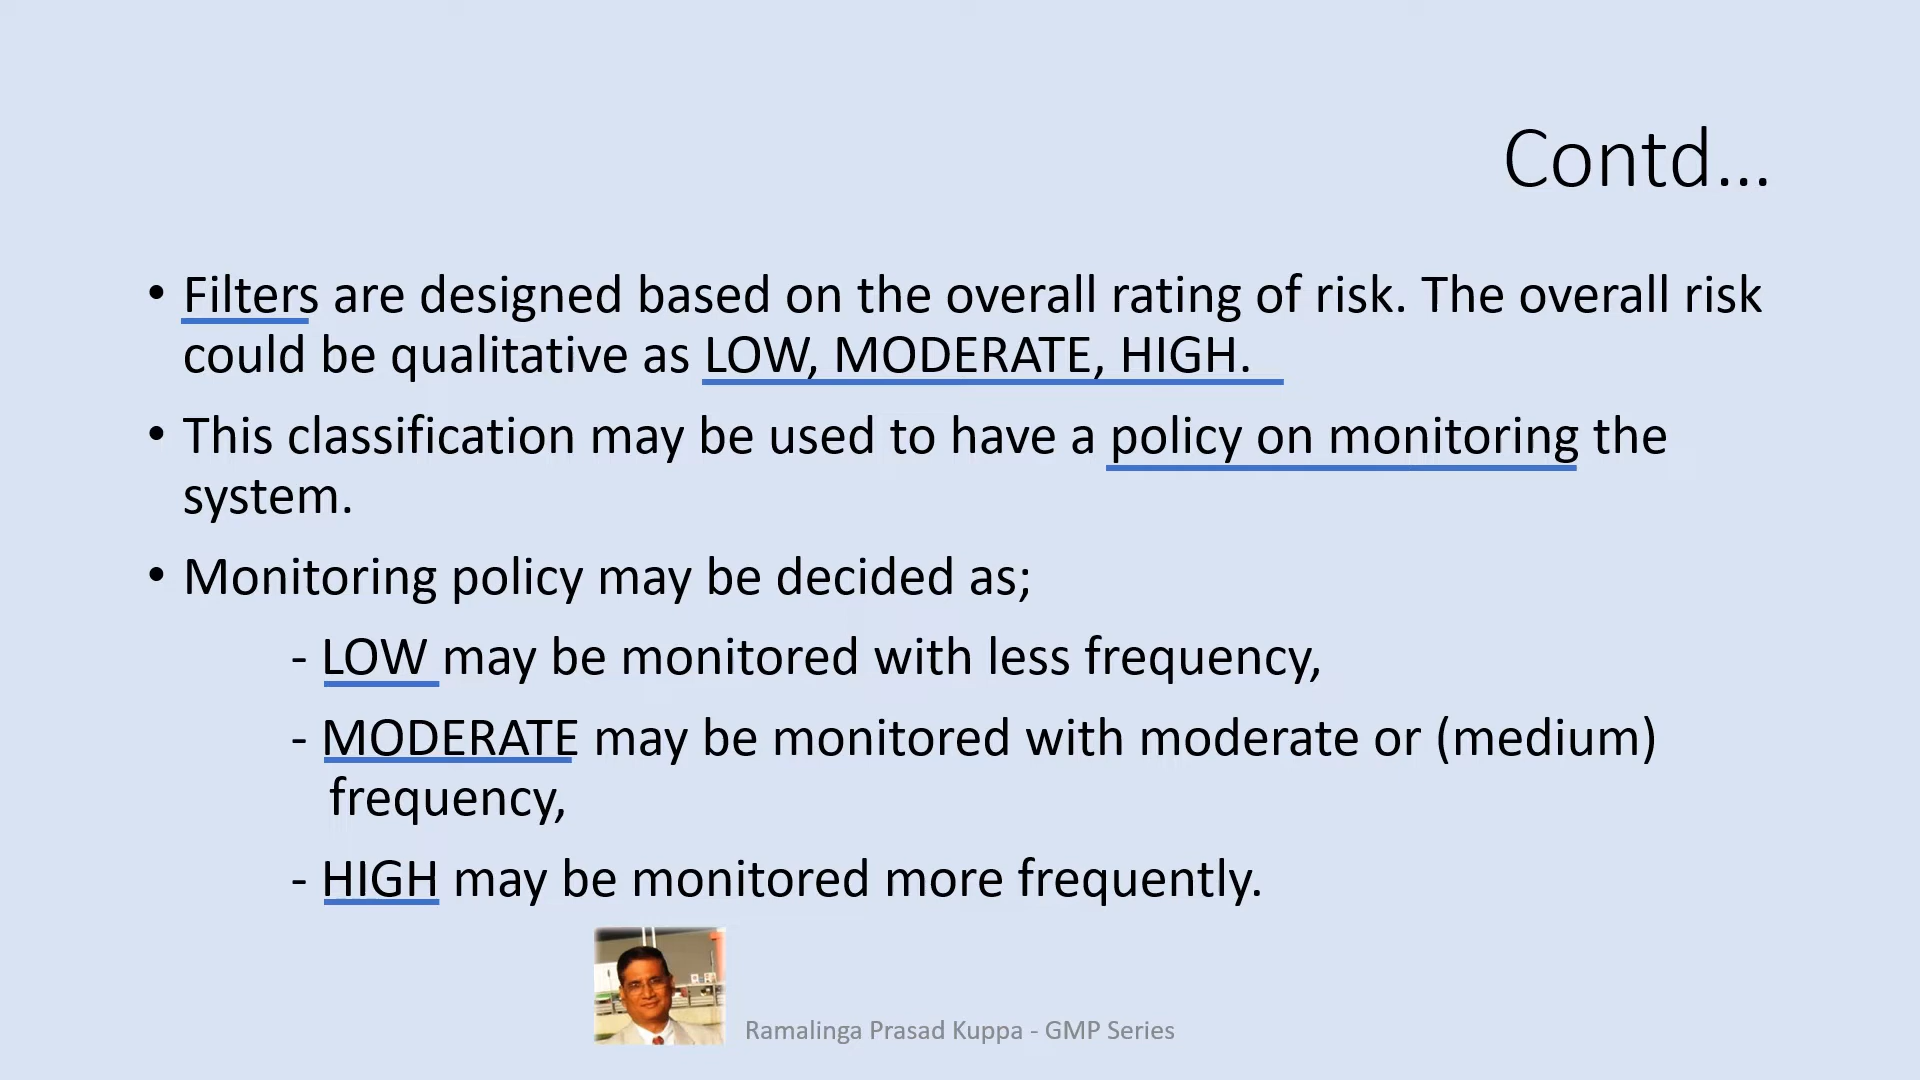 Contd...
• Filters are designed based on the overall rating of risk. The overall risk
could be qualitative as LOW, MODERATE, HIGH.
• This classification may be used to have a policy on monitoring the
system.
• Monitoring policy may be decided as;
- LOW may be monitored with less frequency,
- MODERATE may be monitored with moderate or (medium)
frequency,
- HIGH may be monitored more frequently.
Ramalinga Prasad Kuppa - GMP Series